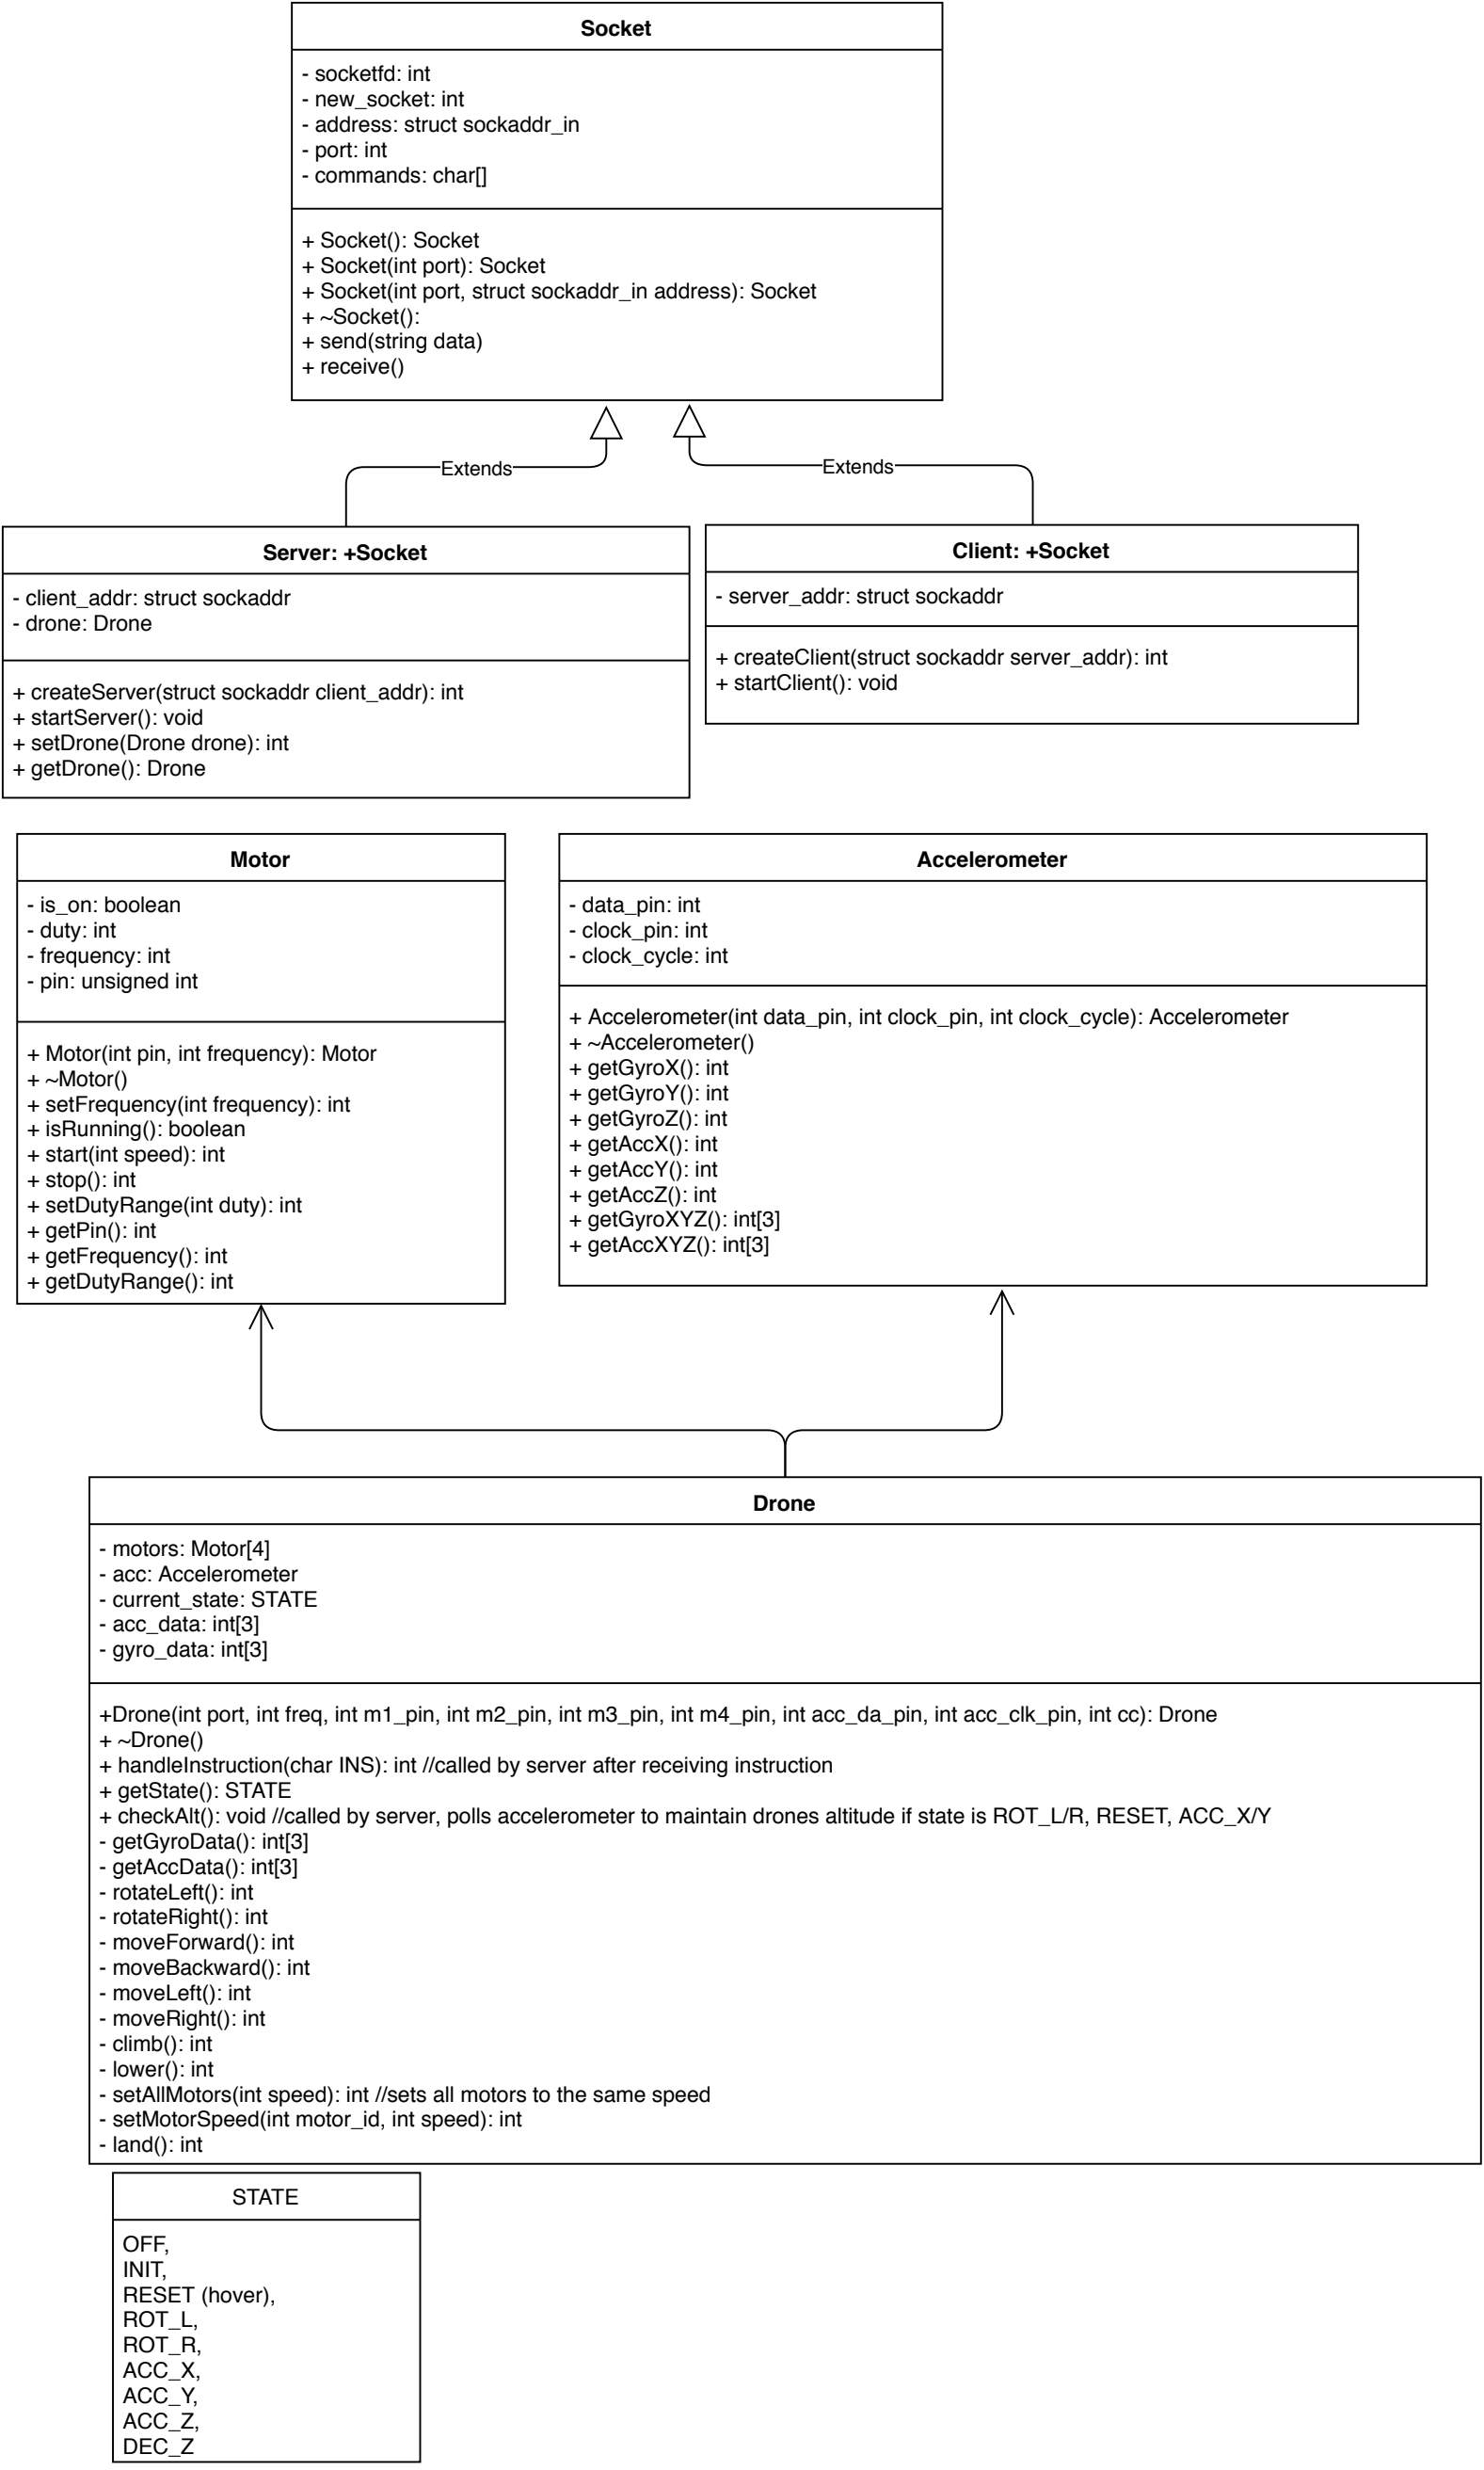 Socket
- socketfd: int
- new_socket: int
- address: struct sockaddr_in
- port: int
- commands: char[]
+ Socket(): Socket
+ Socket(int port): Socket
+ Socket(int port, struct sockaddr_in address): Socket
+ ~Socket():
+ send(string data)
+ receive()
Extends
Extends
Server: +Socket
- client_addr: struct sockaddr
- drone: Drone
+ createServer(struct sockaddr client_addr): int
+ startServer(): void
+ setDrone(Drone drone): int
+ getDrone(): Drone
Client: +Socket
- server_addr: struct sockaddr
+ createClient(struct sockaddr server_addr): int
+ startClient(): void
Motor
- is_on: boolean
- duty: int
- frequency: int
- pin: unsigned int
+ Motor(int pin, int frequency): Motor
+ ~Motor()
+ setFrequency(int frequency): int
+ isRunning(): boolean
+ start(int speed): int
+ stop(): int
+ setDutyRange(int duty): int
+ getPin(): int
+ getFrequency(): int
+ getDutyRange(): int
Accelerometer
- data_pin: int
- clock_pin: int
- clock_cycle: int
+ Accelerometer(int data_pin, int clock_pin, int clock_cycle): Accelerometer
+ ~Accelerometer()
+ getGyroX(): int
+ getGyroY(): int
+ getGyroZ(): int
+ getAccX(): int
+ getAccY(): int
+ getAccZ(): int
+ getGyroXYZ(): int[3]
+ getAccXYZ(): int[3]
Drone
- motors: Motor[4]
- acc: Accelerometer
- current_state: STATE
- acc_data: int[3]
- gyro_data: int[3]
+Drone(int port, int freq, int m1_pin, int m2_pin, int m3_pin, int m4_pin, int acc_da_pin, int acc_clk_pin, int cc): Drone
+ ~Drone()
+ handleInstruction(char INS): int //called by server after receiving instruction
+ getState(): STATE
+ checkAlt(): void //called by server, polls accelerometer to maintain drones altitude if state is ROT_L/R, RESET, ACC_X/Y
- getGyroData(): int[3]
- getAccData(): int[3]
- rotateLeft(): int
- rotateRight(): int
- moveForward(): int
- moveBackward(): int
- moveLeft(): int
- moveRight(): int
- climb(): int
- lower(): int
- setAllMotors(int speed): int //sets all motors to the same speed
- setMotorSpeed(int motor_id, int speed): int
- land(): int
STATE
OFF,
INIT,
RESET (hover),
ROT_L,
ROT_R,
ACC_X,
ACC_Y,
ACC_Z,
DEC_Z